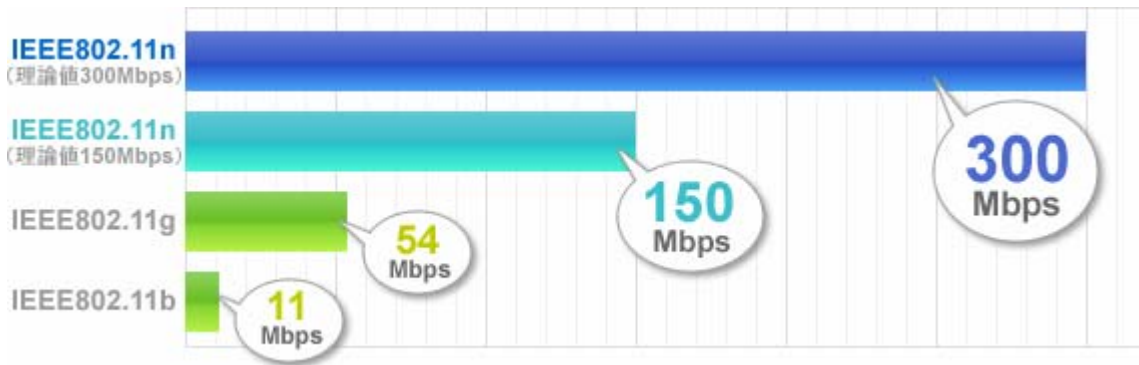 IEEE802.11n
(理論値300Mbps)
300
Mbps
IEEE802.11n
(理論値150Mbps)
150
Mbps
IEEE802.11g
54
Mbps
IEEE802.11b
11
Mbps